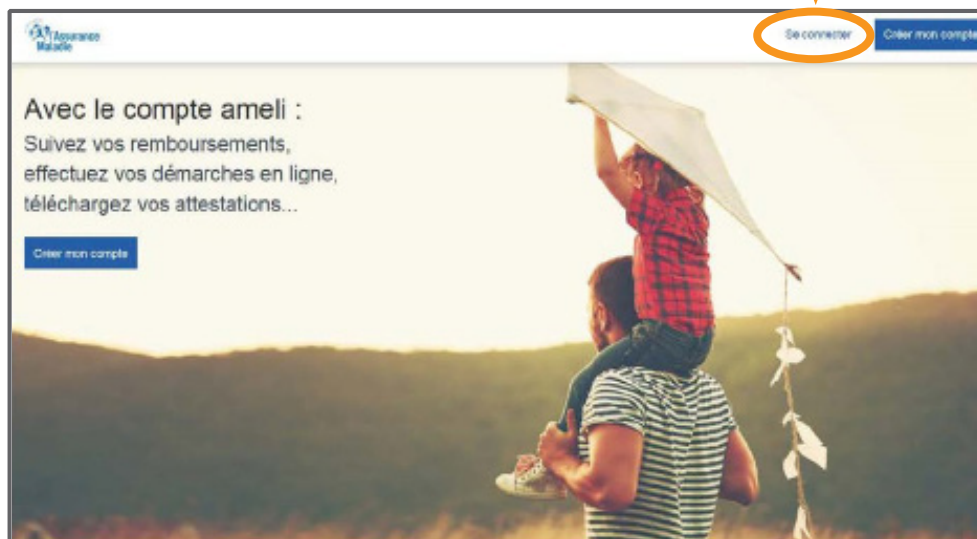 l'Assurance
Maladie
Se connecter
Créer mon compte
Avec le compte ameli :
Suivez vos remboursements,
effectuez vos démarches en ligne,
téléchargez vos attestations...
Créer mon compte